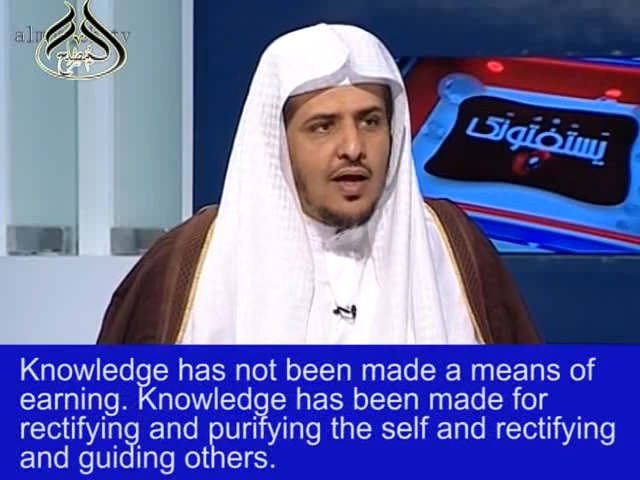 يستفتونك
Knowledge has not been made a means of
earning. Knowledge has been made for
rectifying and purifying the self and rectifying
and guiding others.